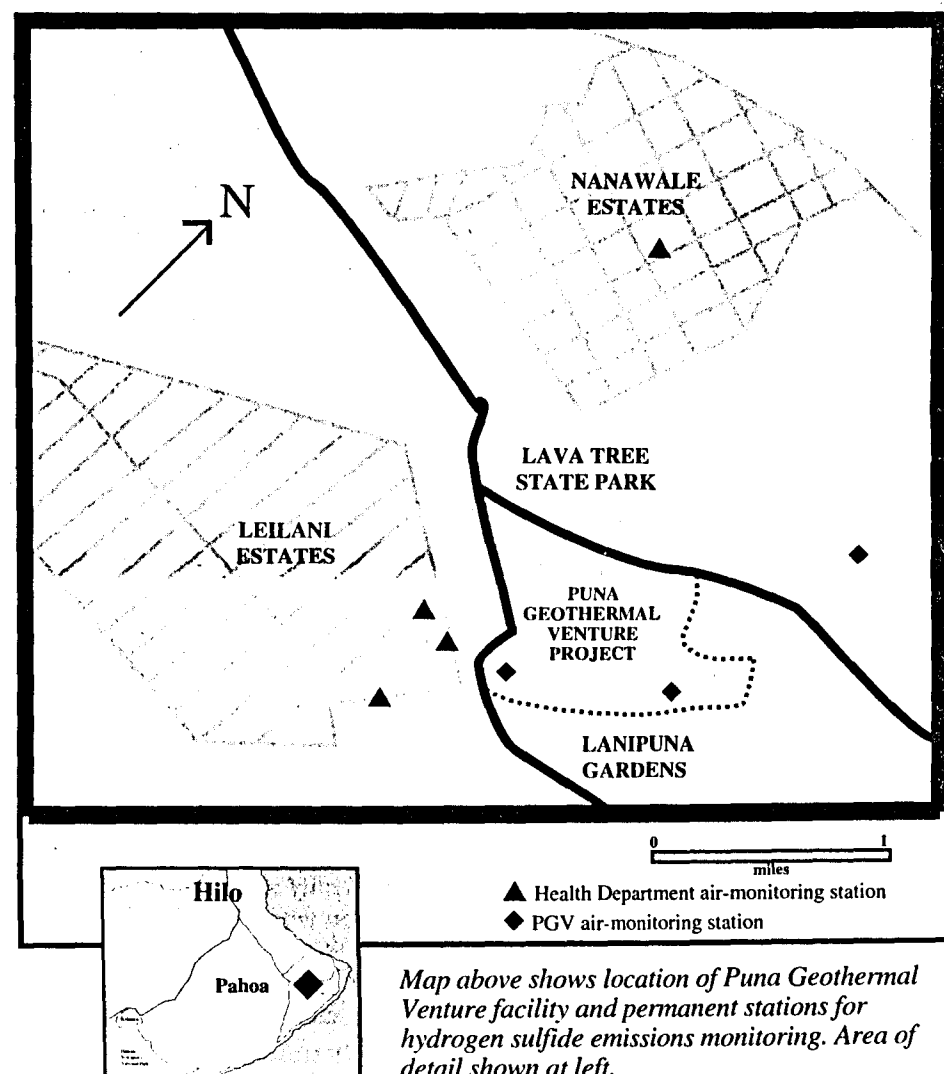 NANAWALE
ESTATES
N
LAVA TREE
STATE PARK
LEILANI
ESTATES
PUNA
GEOTHERMAL
VENTURE
PROJECT
LANIPUNA
GARDENS
0 1
miles
Health Department air-monitoring station
PGV air-monitoring station
Hilo
Pahoa
Map above shows location of Puna Geothermal
Venture facility and permanent stations for
hydrogen sulfide emissions monitoring. Area of
detail shown at left.